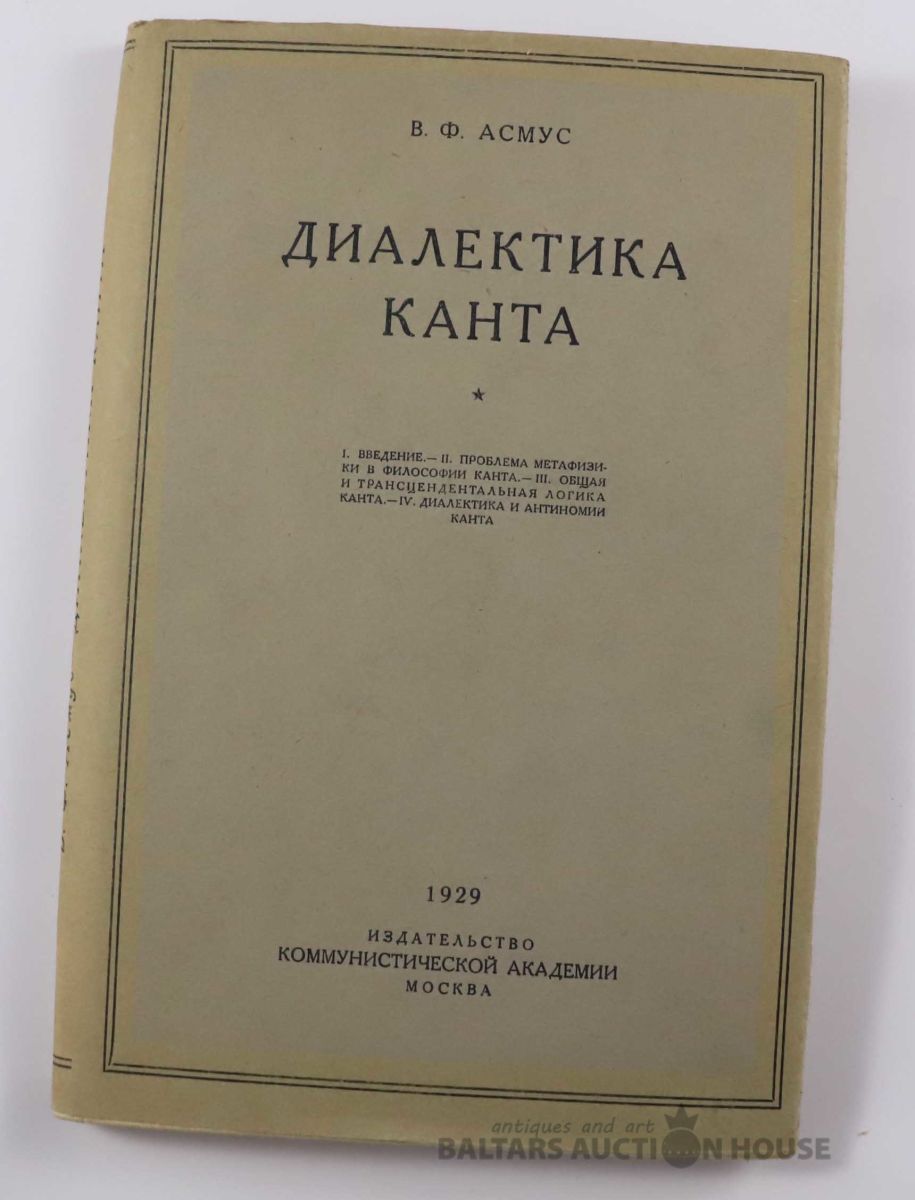 В. Ф. АСМУС
ДИАЛЕКТИКА
КАНТА
I. ВВЕДЕНИЕ.— II. ПРОБЛЕМА МЕТАФИЗИ-
КИ В ФИЛОСОФИИ КАНТА.— III. ОБЩАЯ
И ТРАНСЦЕНДЕНТАЛЬНАЯ ЛОГИКА
КАНТА.—IV. ДИАЛЕКТИКА И АНТИНОМИИ
КАНТА
1929
ИЗДАТЕЛЬСТВО
КОММУНИСТИЧЕСКОЙ АКАДЕМИИ
МОСКВА
antiques and art
BALTARS AUCTION HOUSE